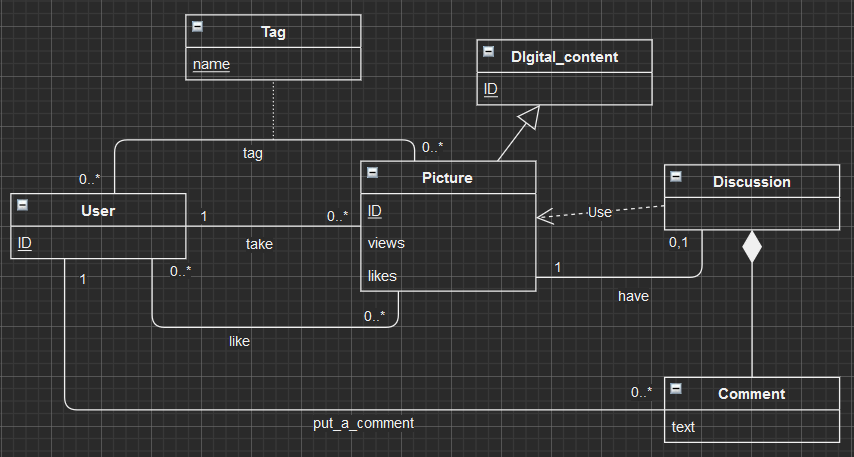 Tag
name
DIgital_content
ID
0..*
tag
0..*
Picture
ID
views
likes
Discussion
User
ID
1
0..*
take
Use
0,1
1
have
1
0..*
0..*
like
0..*
Comment
text
put_a_comment